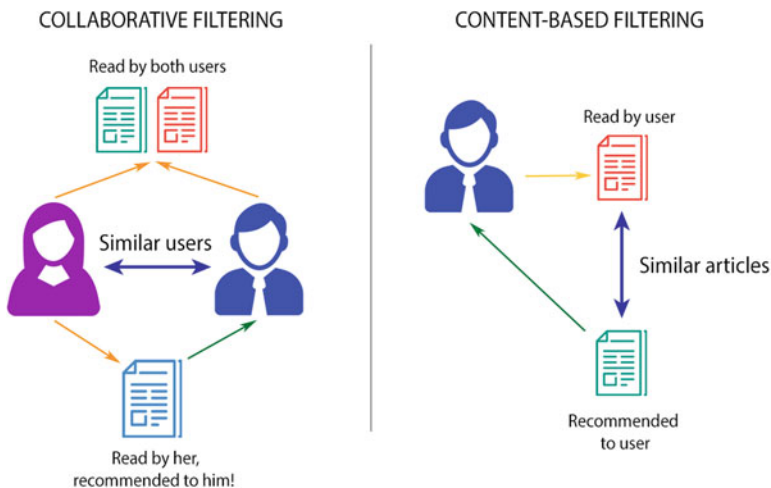 COLLABORATIVE FILTERING
Read by both users
Similar users
Read by her,
recommended to him!
CONTENT-BASED FILTERING
Read by user
Similar articles
Recommended
to user